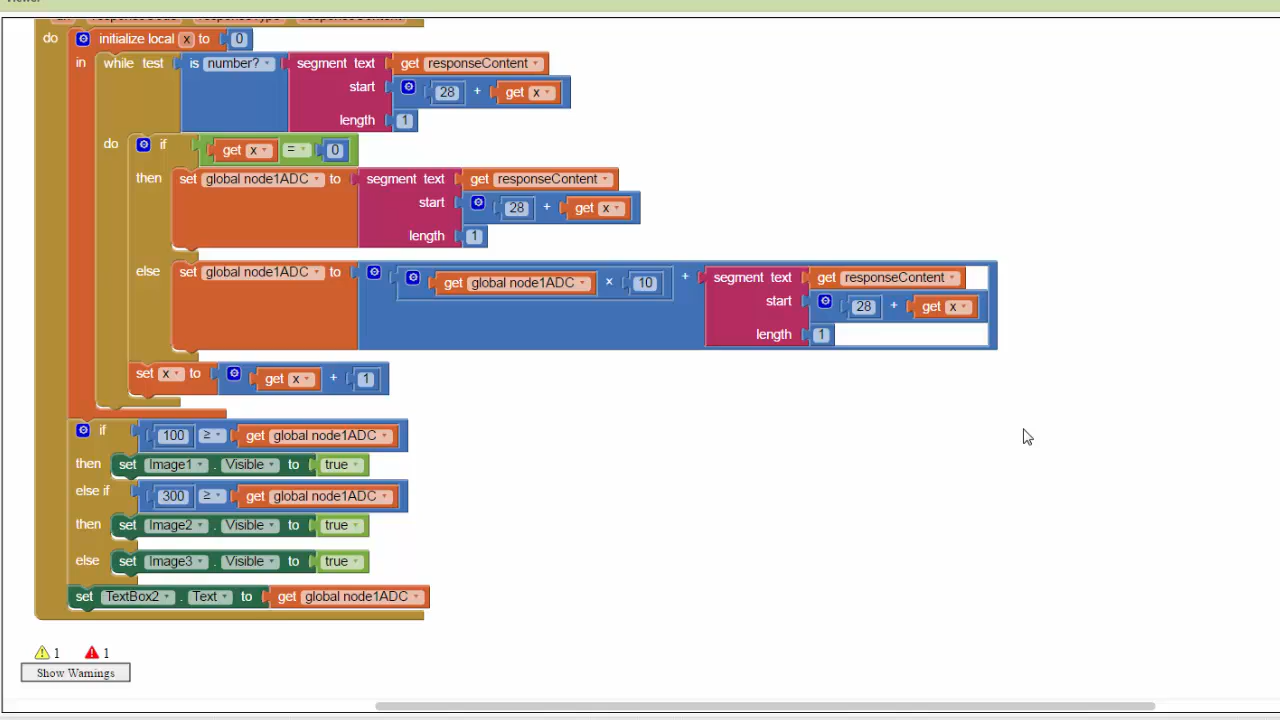 do initialize local x to 0
in while test is number? segment text get responseContent
start 28 + get x
length 1
do if get x = 0
then set global node1ADC to segment text get responseContent
start 28 + get x
length 1
else set global node1ADC to get global node1ADC × 10 + segment text get responseContent
start 28 + get x
length 1
set x to get x + 1
if 100 ≥ get global node1ADC
then set Image1 . Visible to true
else if 300 ≥ get global node1ADC
then set Image2 . Visible to true
else set Image3 . Visible to true
set TextBox2 . Text to get global node1ADC
1 1
Show Warnings